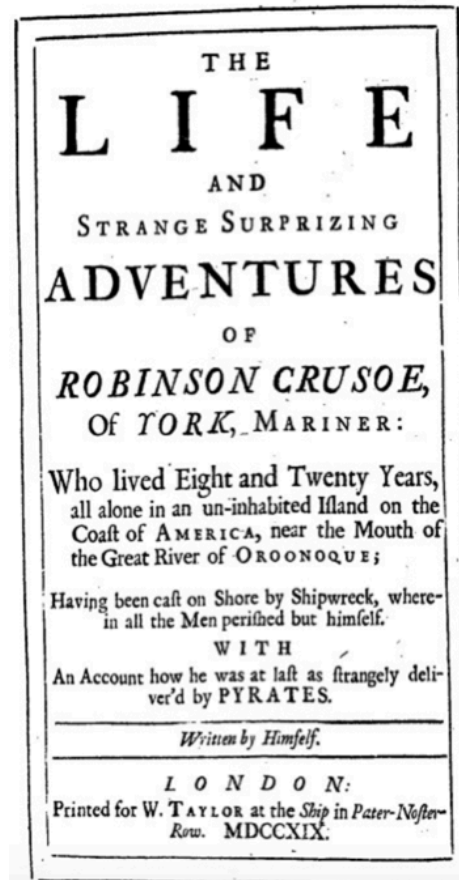 THE
LIFE
AND
STRANGE SURPRIZING
ADVENTURES
OF
ROBINSON CRUSOE,
Of YORK, MARINER:
Who lived Eight and Twenty Years,
all alone in an un-inhabited Iſland on the
Coaſt of AMERICA, near the Mouth of
the Great River of OROONOQUE;
Having been caſt on Shore by Shipwreck, where-
in all the Men periſhed but himſelf.
WITH
An Account how he was at laſt as ſtrangely deli-
ver'd by PYRATES.
Written by Himſelf.
LONDON:
Printed for W. TAYLOR at the Ship in Pater-Noſter-
Row. MDCCXIX.